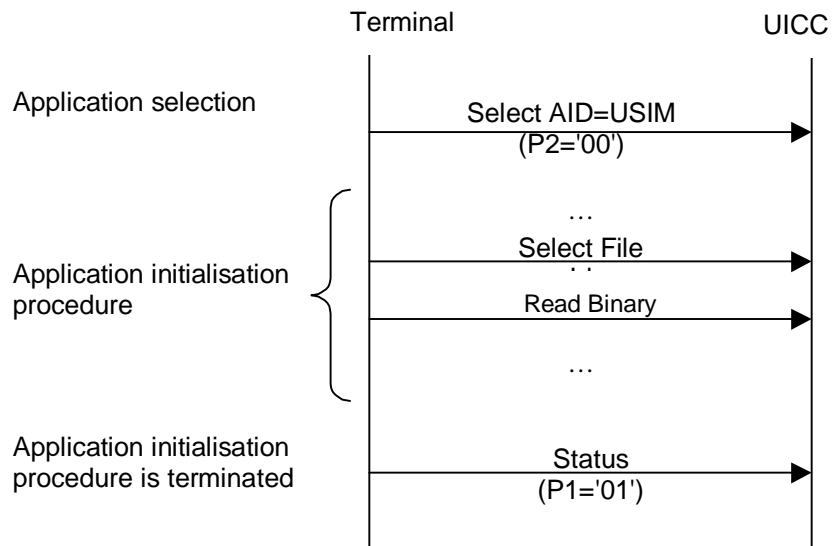 Terminal
UICC
Application selection
Select AID=USIM
(P2='00')
...
Select File
. .
Application initialisation
procedure
Read Binary
...
Application initialisation
procedure is terminated
Status
(P1='01')